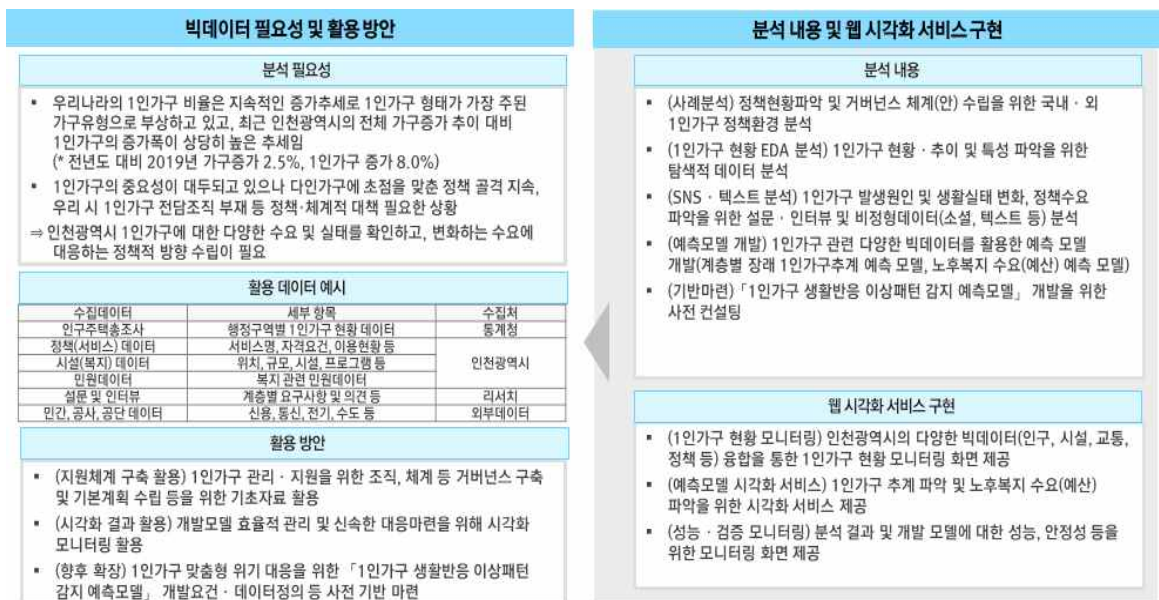 빅데이터 필요성 및 활용 방안
분석 필요성
▪ 우리나라의 1인가구 비율은 지속적인 증가추세로 1인가구 형태가 가장 주된
가구유형으로 부상하고 있고, 최근 인천광역시의 전체 가구증가 추이 대비
1인가구의 증가폭이 상당히 높은 추세임
(* 전년도 대비 2019년 가구증가 2.5%, 1인가구 증가 8.0%)
▪ 1인가구의 중요성이 대두되고 있으나 다인가구에 초점을 맞춘 정책 골격 지속,
우리 시 1인가구 전담조직 부재 등 정책·체계적 대책 필요한 상황
⇒ 인천광역시 1인가구에 대한 다양한 수요 및 실태를 확인하고, 변화하는 수요에
대응하는 정책적 방향 수립이 필요
활용 데이터 예시
수집데이터 세부 항목 수집처
인구주택총조사 행정구역별 1인가구 현황 데이터 통계청
정책(서비스) 데이터 서비스명, 자격요건, 이용현황 등
시설(복지) 데이터 위치, 규모, 시설, 프로그램 등 인천광역시
민원데이터 복지 관련 민원데이터
설문 및 인터뷰 계층별 요구사항 및 의견 등 리서치
민간, 공사, 공단 데이터 신용, 통신, 전기, 수도 등 외부데이터
활용 방안
▪ (지원체계 구축 활용) 1인가구 관리 · 지원을 위한 조직, 체계 등 거버넌스 구축
및 기본계획 수립 등을 위한 기초자료 활용
▪ (시각화 결과 활용) 개발모델 효율적 관리 및 신속한 대응마련을 위해 시각화
모니터링 활용
▪ (향후 확장) 1인가구 맞춤형 위기 대응을 위한 「1인가구 생활반응 이상패턴
감지 예측모델」 개발요건 · 데이터정의 등 사전 기반 마련
분석 내용 및 웹 시각화 서비스 구현
분석 내용
▪ (사례분석) 정책현황파악 및 거버넌스 체계(안) 수립을 위한 국내 · 외
1인가구 정책환경 분석
▪ (1인가구 현황 EDA 분석) 1인가구 현황 · 추이 및 특성 파악을 위한
탐색적 데이터 분석
▪ (SNS · 텍스트 분석) 1인가구 발생원인 및 생활실태 변화, 정책수요
파악을 위한 설문 · 인터뷰 및 비정형데이터(소셜, 텍스트 등) 분석
▪ (예측모델 개발) 1인가구 관련 다양한 빅데이터를 활용한 예측 모델
개발(계층별 장래 1인가구추계 예측 모델, 노후복지 수요(예산) 예측 모델)
▪ (기반마련) 「1인가구 생활반응 이상패턴 감지 예측모델」 개발을 위한
사전 컨설팅
웹 시각화 서비스 구현
▪ (1인가구 현황 모니터링) 인천광역시의 다양한 빅데이터(인구, 시설, 교통,
정책 등) 융합을 통한 1인가구 현황 모니터링 화면 제공
▪ (예측모델 시각화 서비스) 1인가구 추계 파악 및 노후복지 수요(예산)
파악을 위한 시각화 서비스 제공
▪ (성능 · 검증 모니터링) 분석 결과 및 개발 모델에 대한 성능, 안정성 등을
위한 모니터링 화면 제공